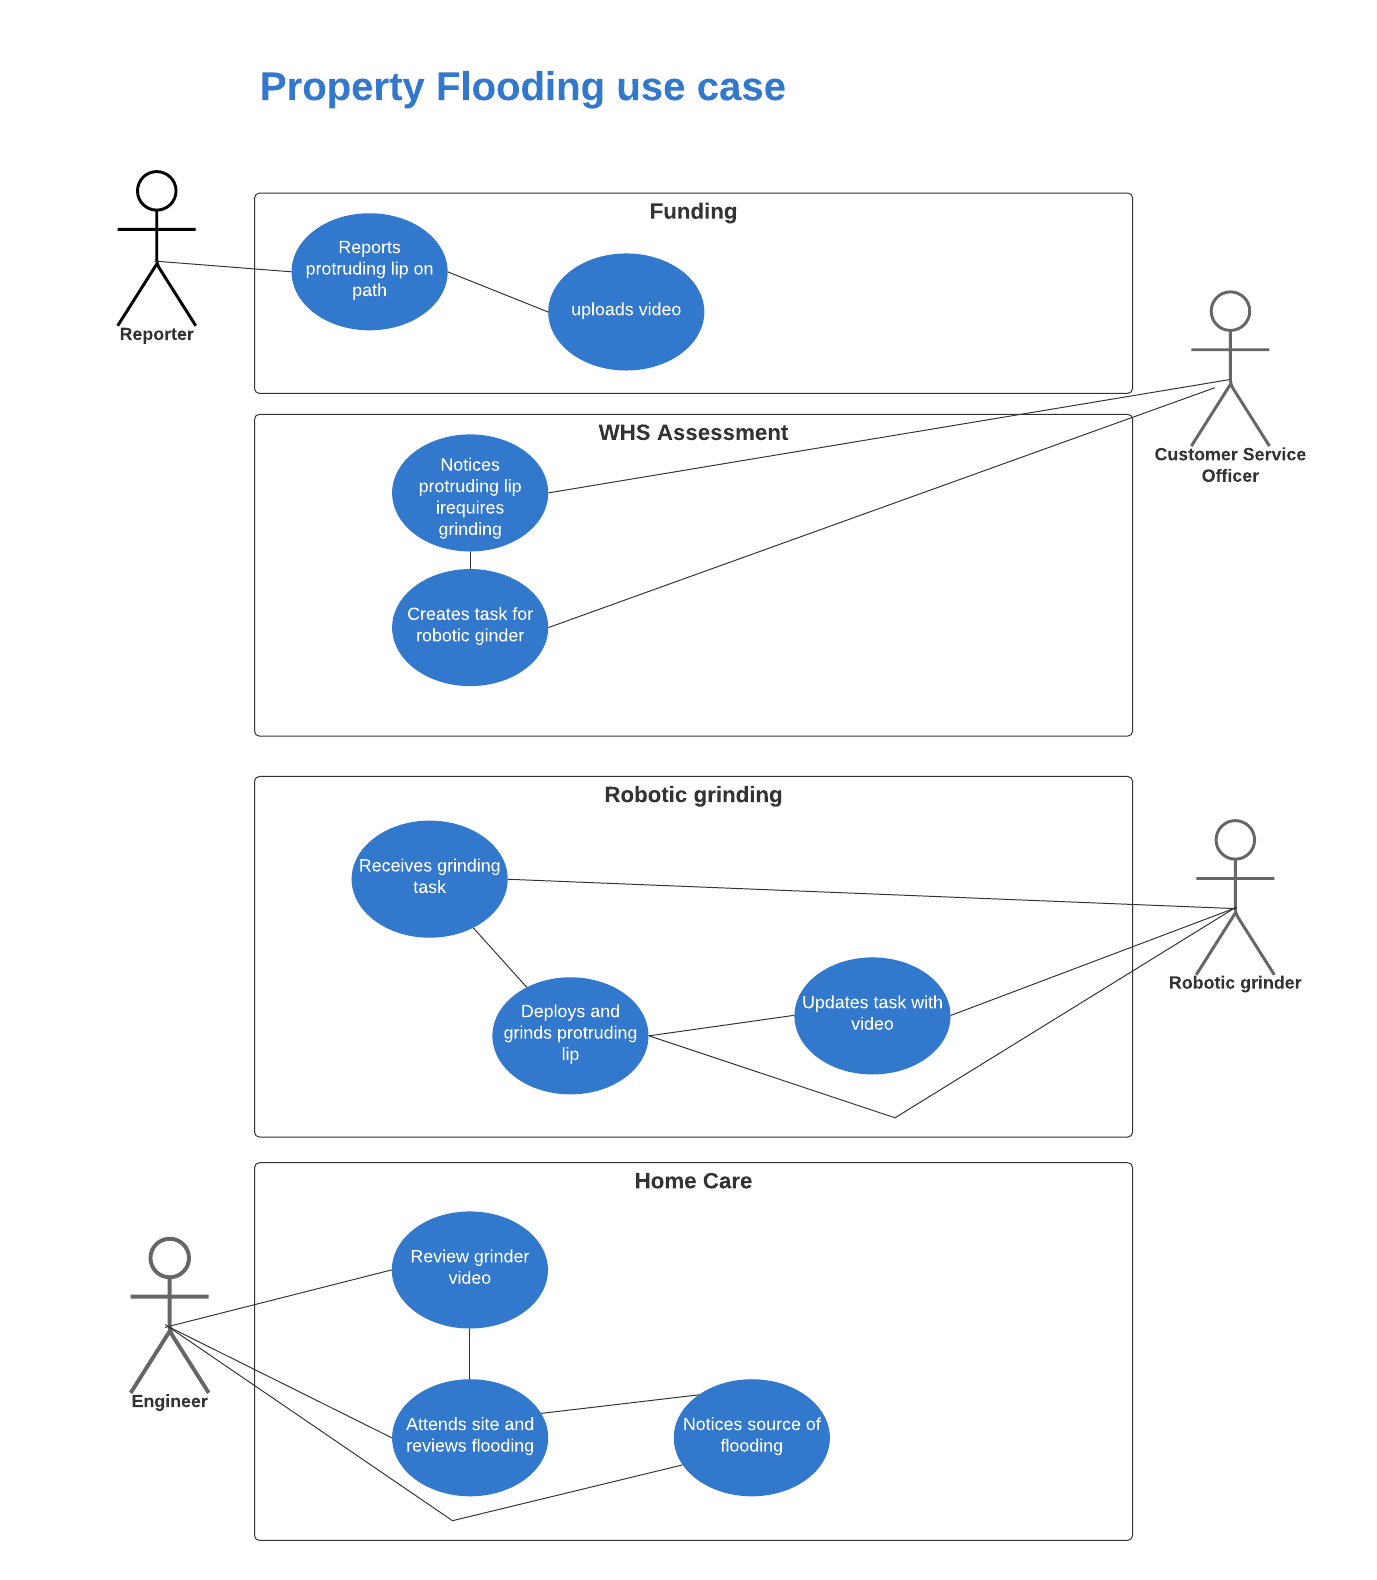 Property Flooding use case
Funding
Reports
protruding lip on
path
uploads video
Reporter
WHS Assessment
Notices
protruding lip
irequires
grinding
Customer Service
Officer
Creates task for
robotic ginder
Robotic grinding
Receives grinding
task
Deploys and
grinds protruding
lip
Updates task with
video
Robotic grinder
Home Care
Review grinder
video
Engineer
Attends site and
reviews flooding
Notices source of
flooding